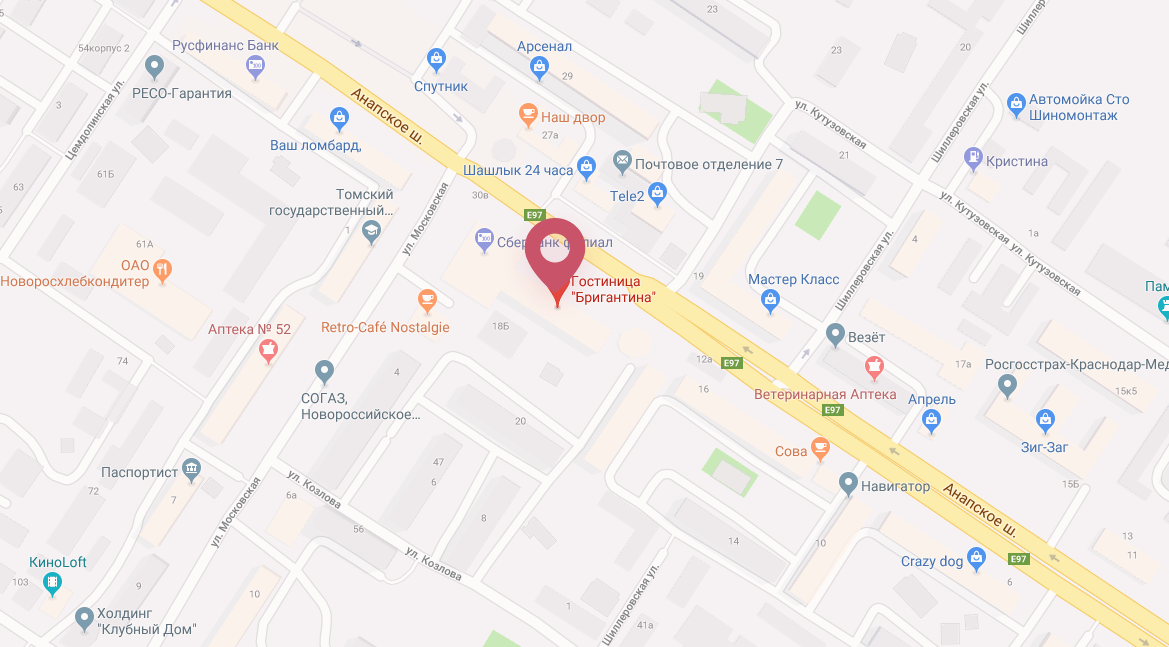 23
54корпус 2
Русфинанс Банк
Арсенал
Шиллеровская ул.
20
23
29
Спутник
РЕСО-Гарантия
3
Цемдолинская ул.
Анапское ш.
Наш двор
27а
Автомойка Сто
Шиномонтаж
ул. Кутузовская
Шиллеровская ул.
Ваш ломбард,
21
Кристина
61Б
63
Шашлык 24 часа
Почтовое отделение 7
Tele2
30в
Томский
государственный…
1
ул. Московская
E97
ул. Кутузовская
1а
4
61А
Сбербанк филиал
ОАО
Новоросхлебкондитер
Гостиница
"Бригантина"
19
Мастер Класс
Шиллеровская ул.
Пам
Retro-Café Nostalgie
18Б
Аптека № 52
Везёт
74
4
12а
E97
17а
Росгосстрах-Краснодар-Мед
15к5
СОГАЗ,
Новороссийское…
16
Ветеринарная Аптека
E97
Апрель
20
Сова
Зиг-Заг
Паспортист
47
6
72
7
ул. Козлова
6а
ул. Московская
Навигатор
Анапское ш.
15Б
8
56
14
10
13
11
ул. Козлова
КиноLoft
103
9
10
Crazy dog
E97
6
1
Шиллеровская ул.
41а
Холдинг
"Клубный Дом"